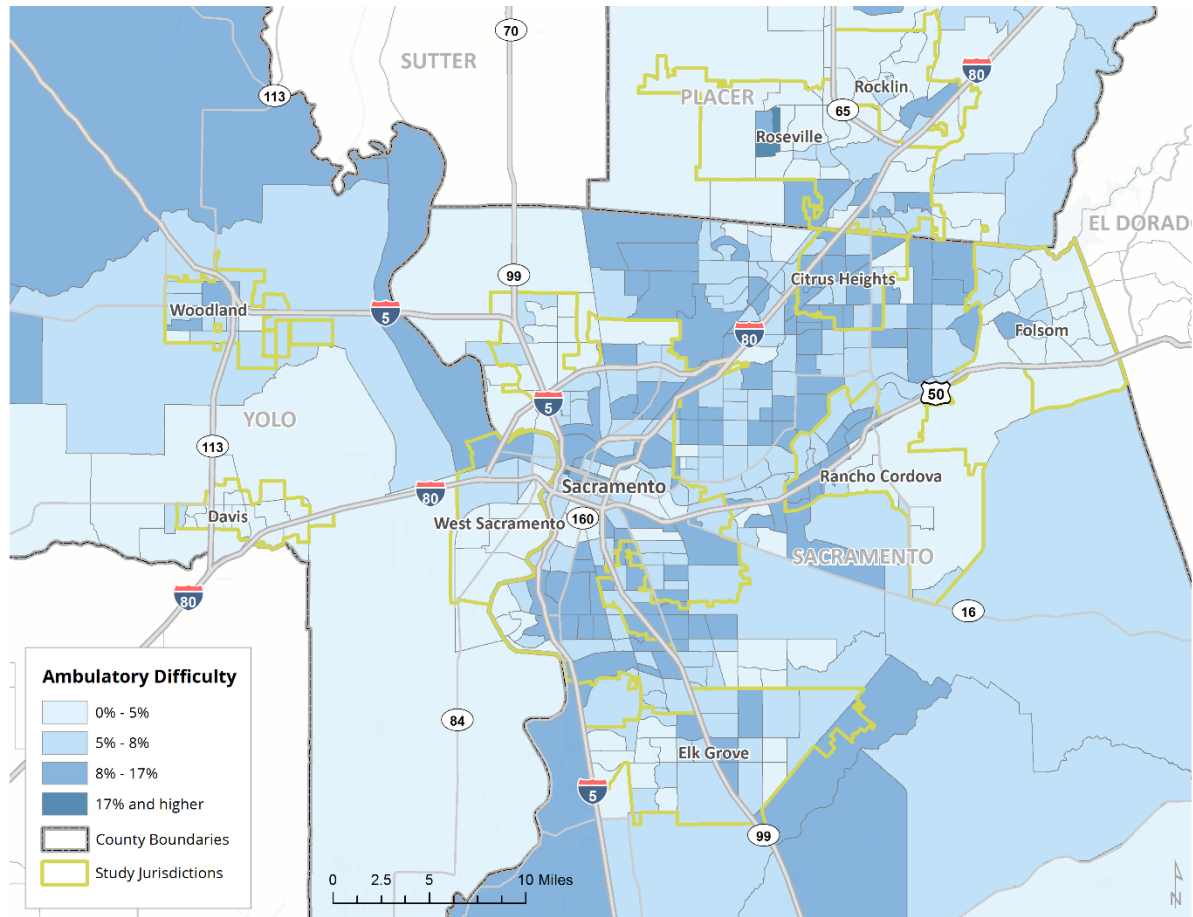 70
SUTTER
80
113
Rocklin
PLACER
65
Roseville
EL DORADO
99
Citrus Heights
Woodland
5
80
Folsom
50
5
YOLO
113
Rancho Cordova
Sacramento
80
West Sacramento
160
Davis
SACRAMENTO
80
16
84
Elk Grove
5
99
Ambulatory Difficulty
0% - 5%
5% - 8%
8% - 17%
17% and higher
County Boundaries
Study Jurisdictions
0 2.5 5 10 Miles
N